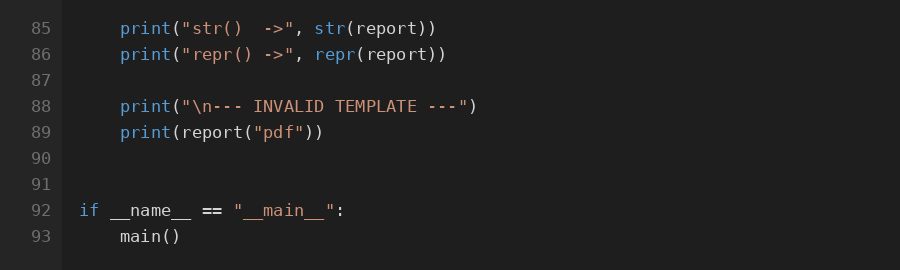 85 print("str()  ->", str(report))
86 print("repr() ->", repr(report))
87
88 print("\n--- INVALID TEMPLATE ---")
89 print(report("pdf"))
90
91
92 if __name__ == "__main__":
93     main()